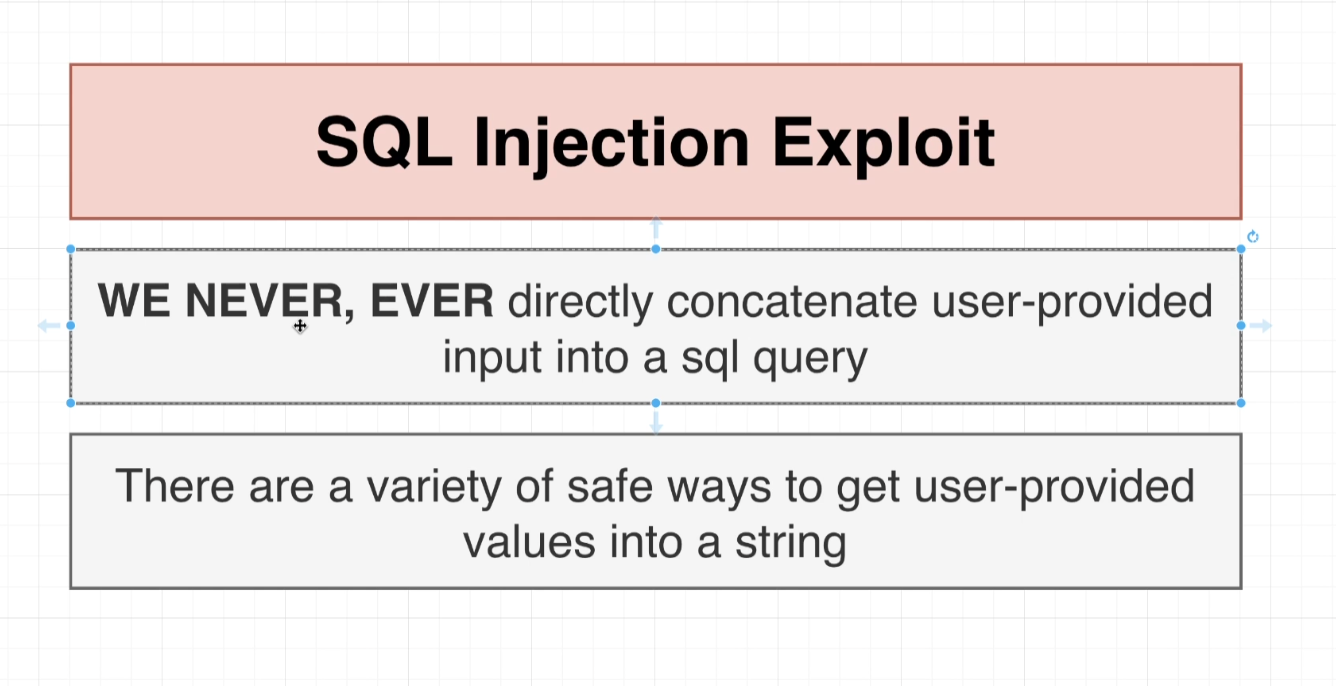 SQL Injection Exploit
WE NEVER, EVER directly concatenate user-provided
input into a sql query
There are a variety of safe ways to get user-provided
values into a string